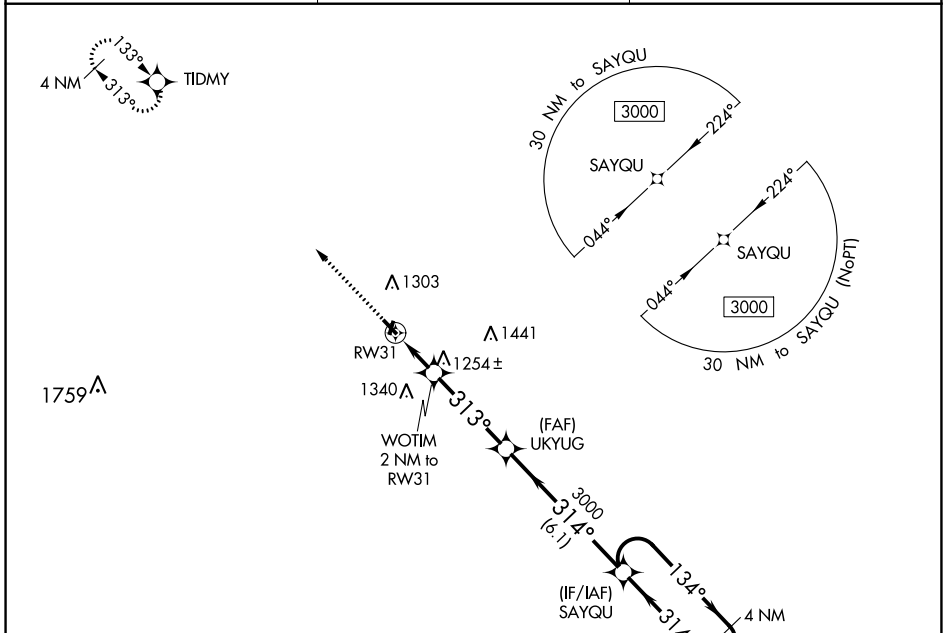 133°
4 NM
313°
TIDMY
30 NM to SAYQU
3000
224°
SAYQU
044°
224°
SAYQU
044°
3000
30 NM to SAYQU (NoPT)
1303
RW31
1441
1254 ±
1759
1340
313°
WOTIM
2 NM to
RW31
(FAF)
UKYUG
3000
314°
(6.1)
(IF/IAF)
SAYQU
134°
4 NM